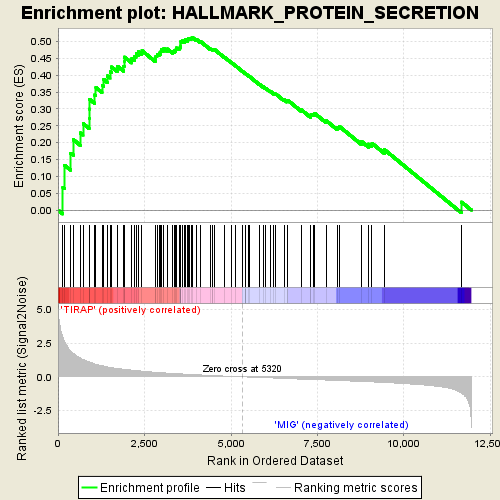 Enrichment plot: HALLMARK_PROTEIN_SECRETION
Enrichment score (ES)
0.50
0.45
0.40
0.35
0.30
0.25
0.20
0.15
0.10
0.05
0.00
Ranked list metric (Signal2Noise)
5.0
2.5
0.0
-2.5
'TIRAP' (positively correlated)
Zero cross at 5320
'MIG' (negatively correlated)
0
2,500
5,000
7,500
10,000
12,500
Rank in Ordered Dataset
Enrichment profile
Hits
Ranking metric scores